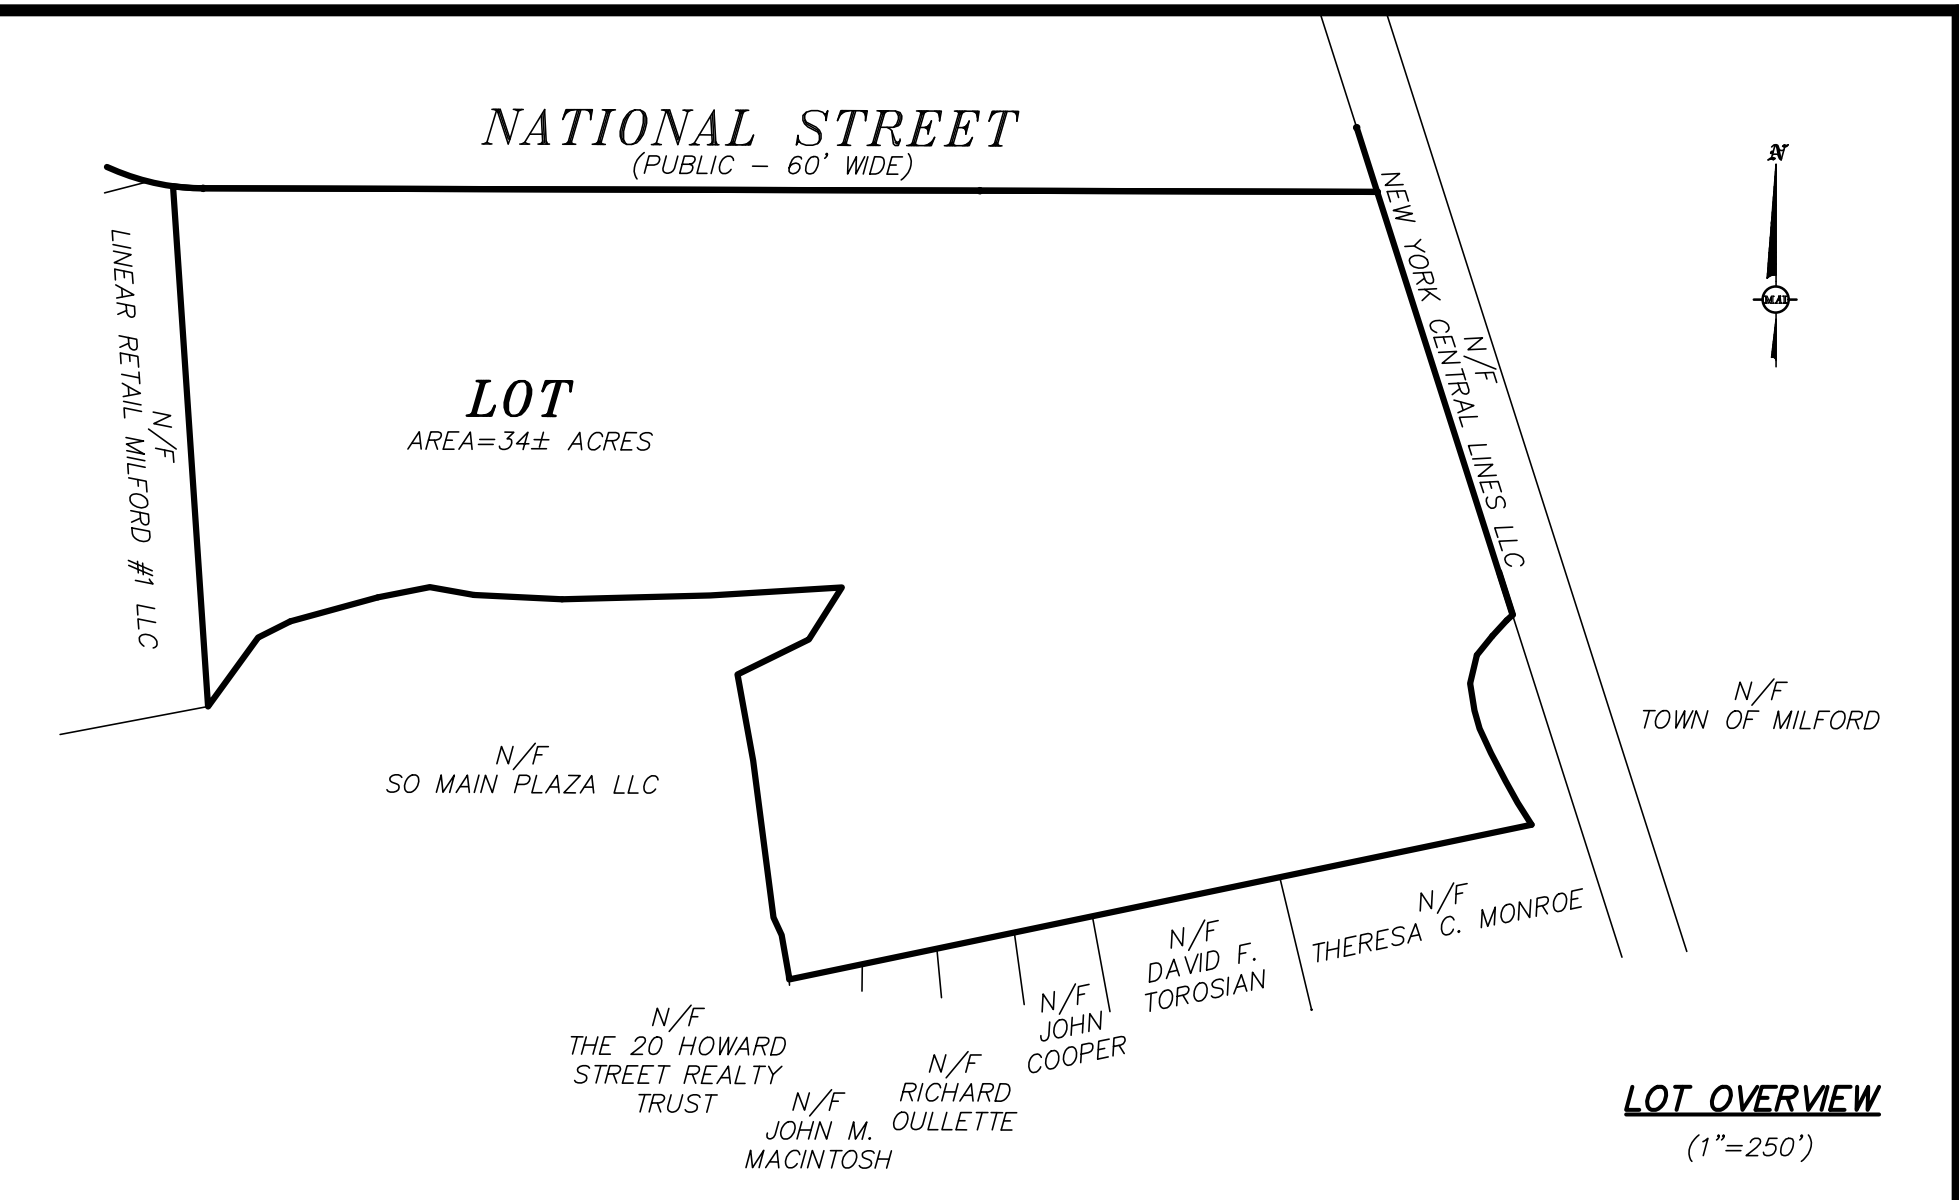 NATIONAL STREET
(PUBLIC – 60' WIDE)
N
MAI
NEW YORK CENTRAL LINES LLC
N/F
N/F
LINEAR RETAIL MILFORD #1 LLC
LOT
AREA=34± ACRES
N/F
TOWN OF MILFORD
N/F
SO MAIN PLAZA LLC
N/F
THERESA C. MONROE
N/F
DAVID F.
TOROSIAN
N/F
JOHN
COOPER
N/F
THE 20 HOWARD
STREET REALTY
TRUST
N/F
RICHARD
OULLETTE
N/F
JOHN M.
MACINTOSH
LOT OVERVIEW
(1"=250')